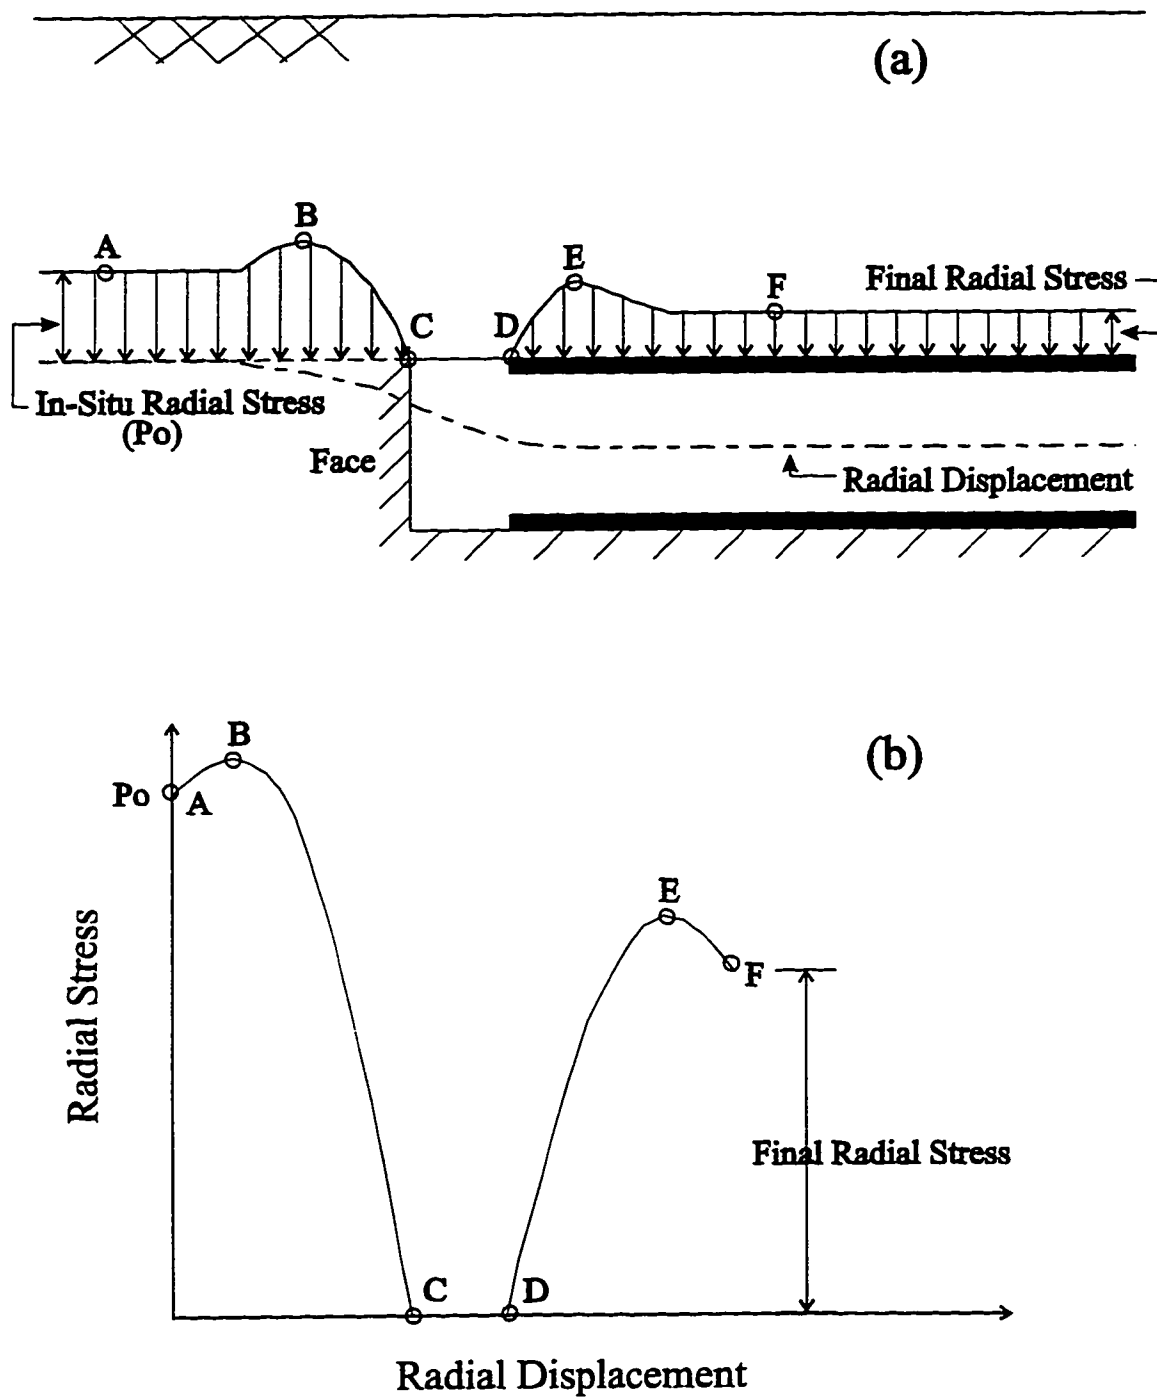 (a)
B
A
E
F
Final Radial Stress
C
D
In-Situ Radial Stress
(Po)
Face
Radial Displacement
(b)
B
Po
A
E
F
Radial Stress
Final Radial Stress
C
D
Radial Displacement